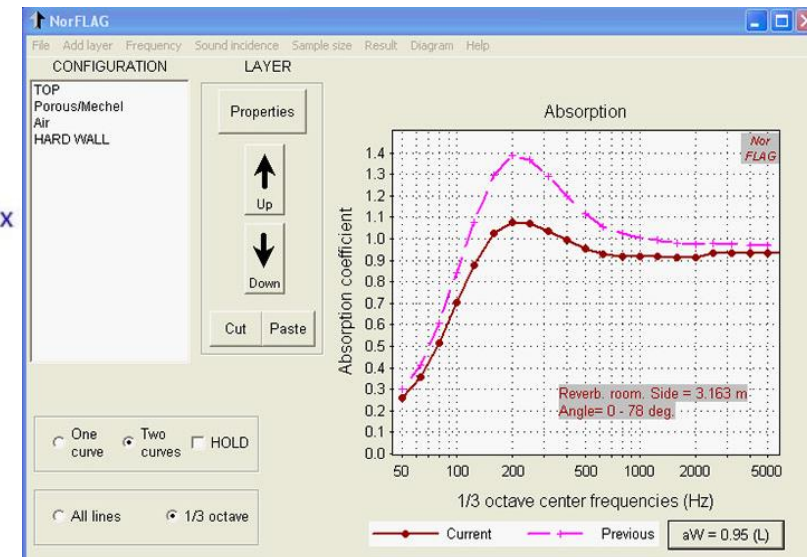 NorFLAG
File Add layer Frequency Sound incidence Sample size Result Diagram Help
CONFIGURATION
LAYER
TOP
Porous/Mechel
Air
HARD WALL
Properties
Up
Down
Cut Paste
One curve
Two curves
HOLD
All lines
1/3 octave
x
Absorption
Nor
FLAG
Absorption coefficient
1.4
1.3
1.2
1.1
1.0
0.9
0.8
0.7
0.6
0.5
0.4
0.3
0.2
0.1
0.0
Reverb. room. Side = 3.163 m
Angle= 0 - 78 deg.
50 100 200 500 1000 2000 5000
1/3 octave center frequencies (Hz)
Current Previous
aW = 0.95 (L)